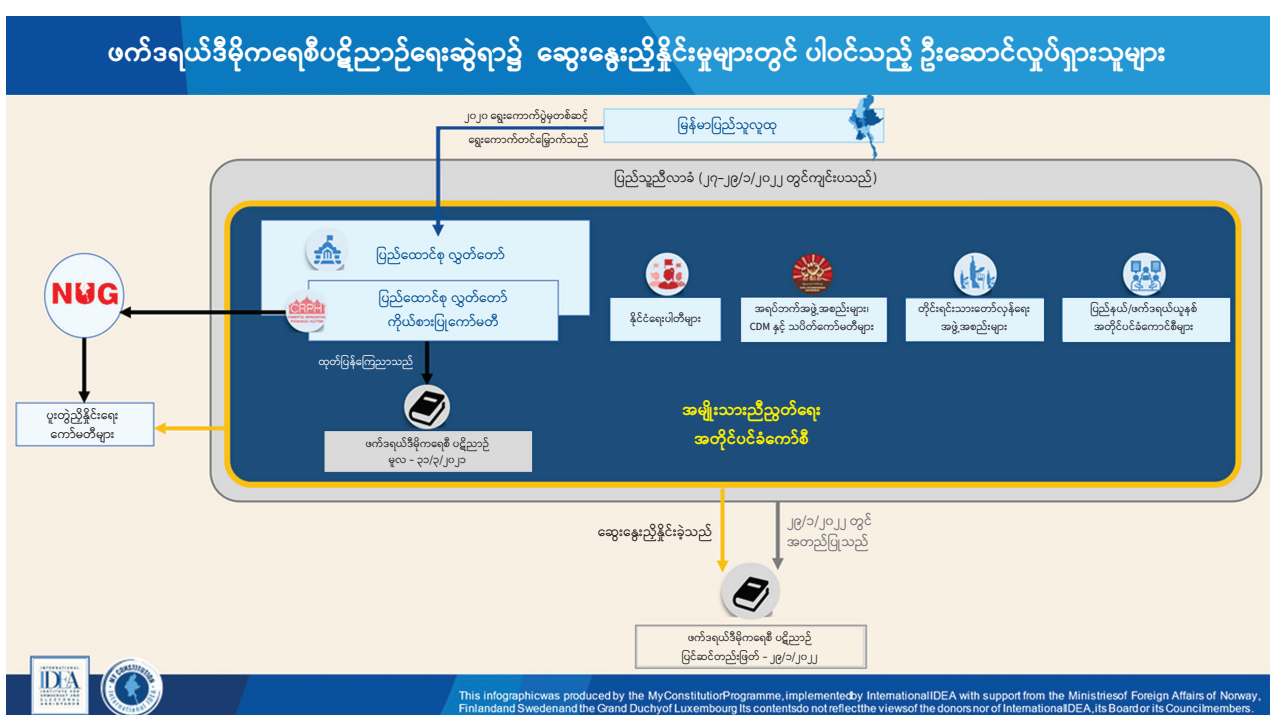 ဖက်ဒရယ်ဒီမိုကရေစီပဋိညာဉ်ရေးဆွဲရာ၌ ဆွေးနွေးညှိနှိုင်းမှုများတွင် ပါဝင်သည့် ဦးဆောင်လှုပ်ရှားသူများ
၂၀၂၀ ရွေးကောက်ပွဲမှတစ်ဆင့်
ရွေးကောက်တင်မြှောက်သည်
မြန်မာပြည်သူလူထု
ပြည်သူ့ညီလာခံ (၂၇-၂၉/၁/၂၀၂၂ တွင်ကျင်းပသည်)
ပြည်ထောင်စု လွှတ်တော်
CRPH
ပြည်ထောင်စု လွှတ်တော်
ကိုယ်စားပြုကော်မတီ
NUG
နိုင်ငံရေးပါတီများ
အရပ်ဘက်အဖွဲ့အစည်းများ၊
CDM နှင့် သပိတ်ကော်မတီများ
တိုင်းရင်းသားတော်လှန်ရေး
အဖွဲ့အစည်းများ
ပြည်နယ်/ဖက်ဒရယ်ယူနစ်
အတိုင်ပင်ခံကောင်စီများ
ထုတ်ပြန်ကြေညာသည်
ပူးတွဲညှိနှိုင်းရေး
ကော်မတီများ
ဖက်ဒရယ်ဒီမိုကရေစီ ပဋိညာဉ်
မူလ – ၃၁/၃/၂၀၂၁
အမျိုးသားညီညွတ်ရေး
အတိုင်ပင်ခံကော်စီ
ဆွေးနွေးညှိနှိုင်းခဲ့သည်
၂၉/၁/၂၀၂၂ တွင်
အတည်ပြုသည်
ဖက်ဒရယ်ဒီမိုကရေစီ ပဋိညာဉ်
ပြင်ဆင်တည်းဖြတ် – ၂၉/၁/၂၀၂၂
INTERNATIONAL
IDEA
INSTITUTE FOR
DEMOCRACY AND
ELECTORAL
ASSISTANCE
MY CONSTITUTION
International IDEA
This infographicwas produced by the MyConstitutiorProgramme, implementedby InternationalIDEA with support from the Ministriesof Foreign Affairs of Norway,
Finlandand Swedenand the Grand Duchyof Luxembourg Its contentsdo not reflectthe viewsof the donors nor of InternationalIDEA, its Board or its Councilmembers.